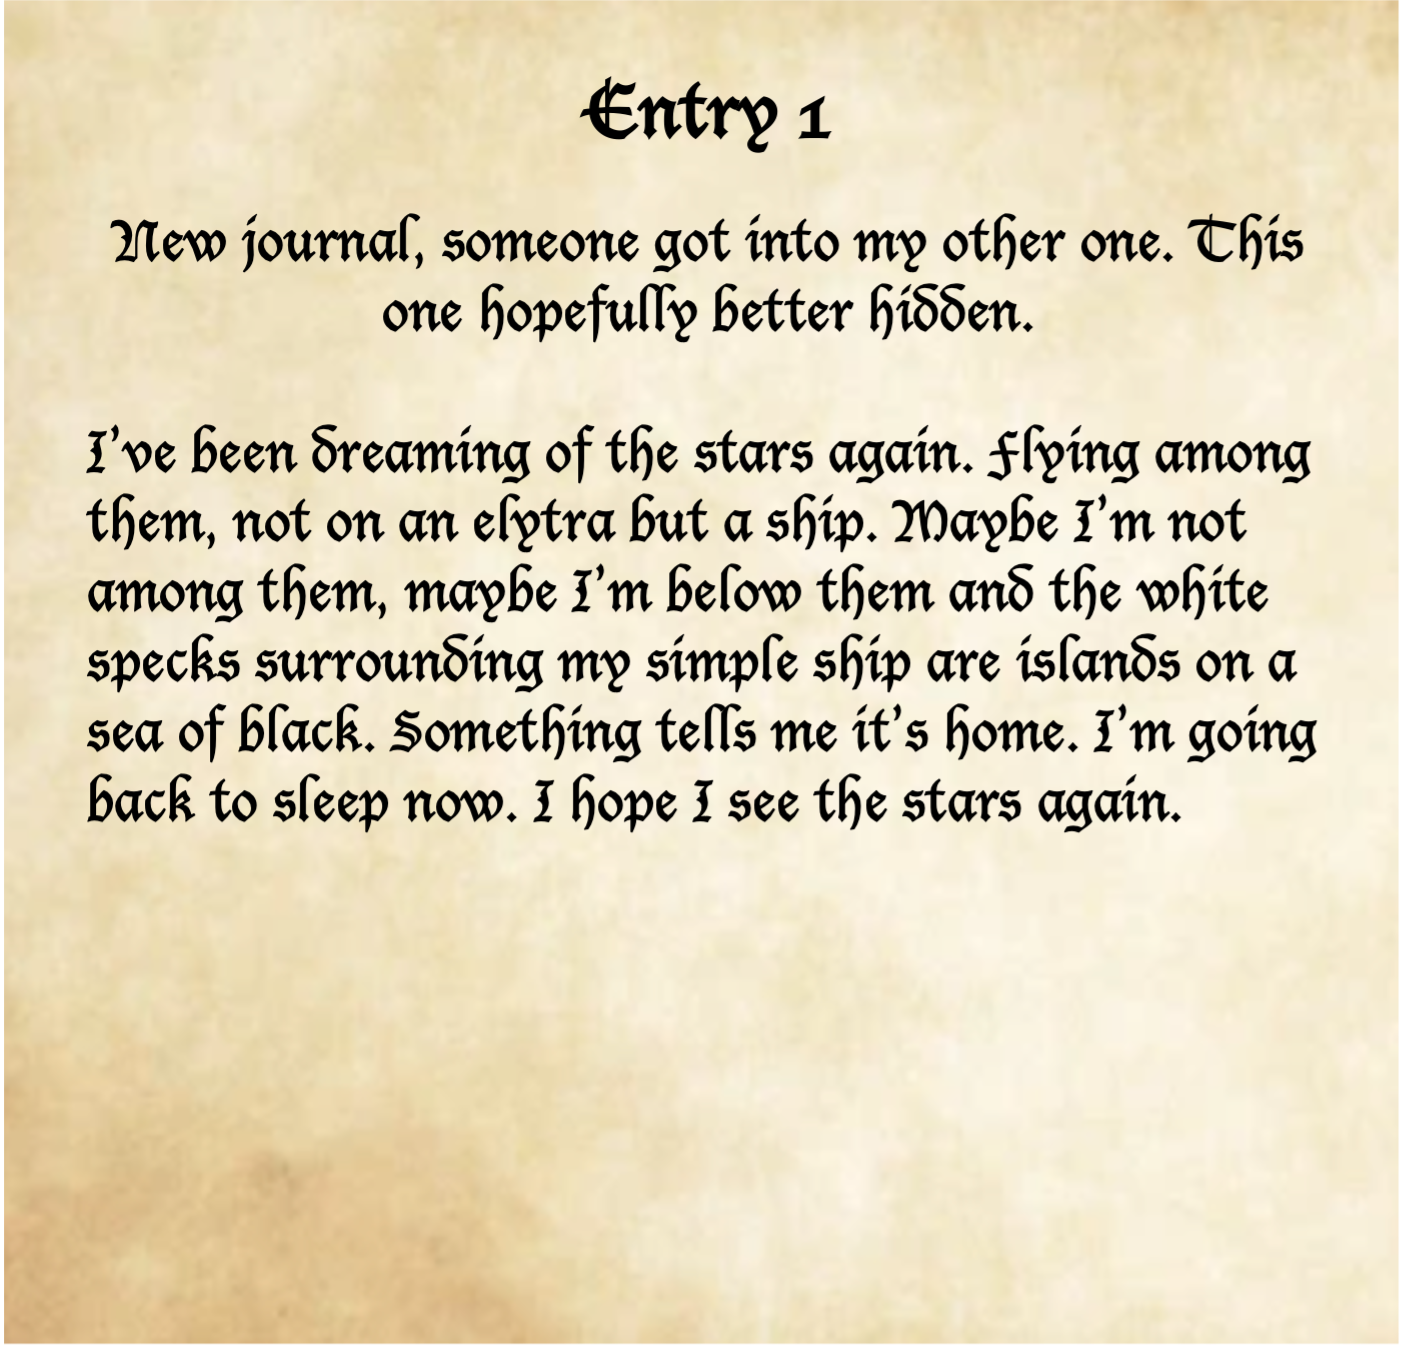 Entry 1
New journal, someone got into my other one. This
one hopefully better hidden.
I've been dreaming of the stars again. Flying among
them, not on an elytra but a ship. Maybe I'm not
among them, maybe I'm below them and the white
specks surrounding my simple ship are islands on a
sea of black. Something tells me it's home. I'm going
back to sleep now. I hope I see the stars again.